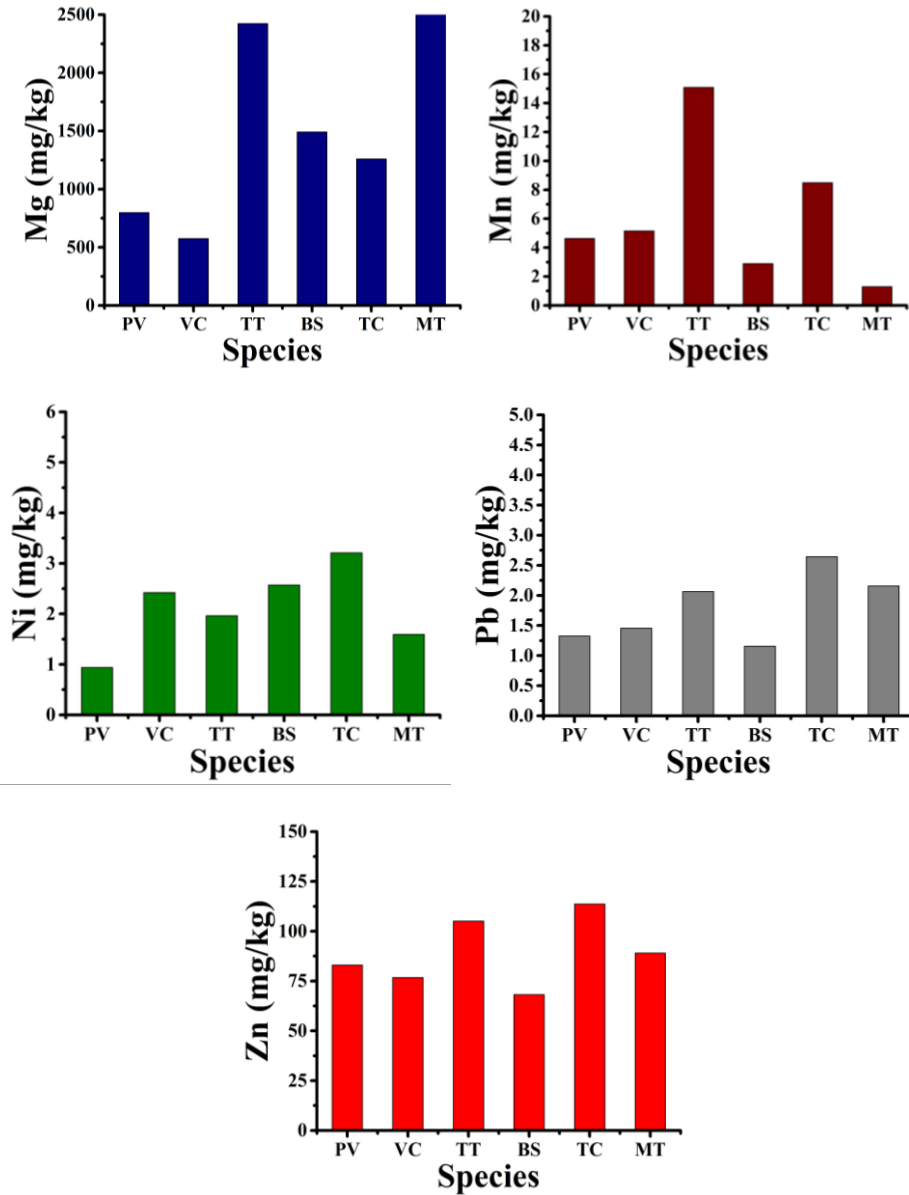 Mg (mg/kg)
2500
2000
1500
1000
500
0
PV VC TT BS TC MT
Species
Mn (mg/kg)
20
18
16
14
12
10
8
6
4
2
0
PV VC TT BS TC MT
Species
Ni (mg/kg)
6
5
4
3
2
1
0
PV VC TT BS TC MT
Species
Pb (mg/kg)
5.0
4.5
4.0
3.5
3.0
2.5
2.0
1.5
1.0
0.5
0.0
PV VC TT BS TC MT
Species
Zn (mg/kg)
150
125
100
75
50
25
0
PV VC TT BS TC MT
Species